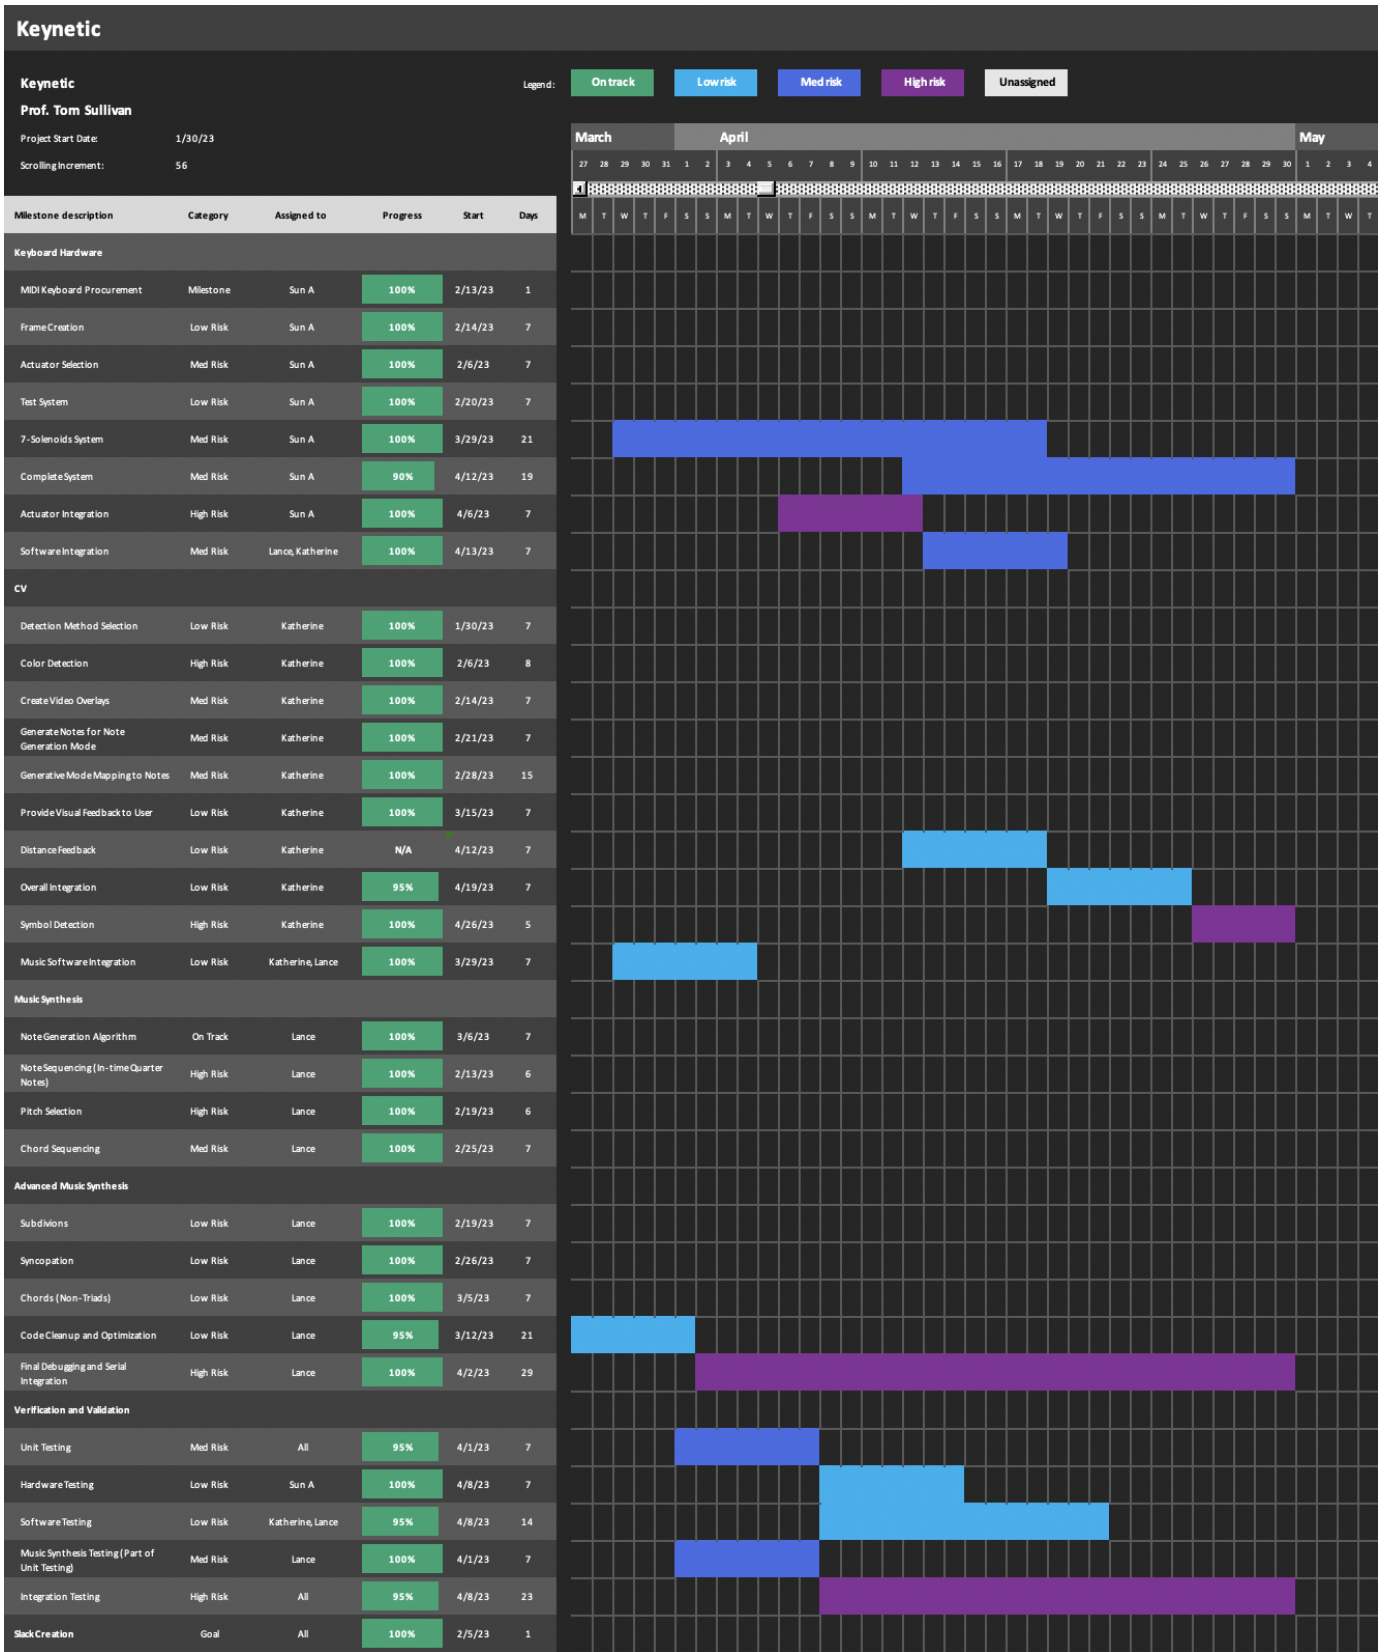 Keynetic
Keynetic
Legend:
On track
Low risk
Med risk
High risk
Unassigned
Prof. Tom Sullivan
Project Start Date:
1/30/23
March
April
May
Scrolling Increment:
56
27 28 29 30 31 1 2 3 4 5 6 7 8 9 10 11 12 13 14 15 16 17 18 19 20 21 22 23 24 25 26 27 28 29 30 1 2 3 4
Milestone description Category Assigned to Progress Start Days
M T W T F S S M T W T F S S M T W T F S S M T W T F S S M T W T F S S M T W T
Keyboard Hardware
MIDI Keyboard Procurement Milestone Sun A 100% 2/13/23 1
Frame Creation Low Risk Sun A 100% 2/14/23 7
Actuator Selection Med Risk Sun A 100% 2/6/23 7
Test System Low Risk Sun A 100% 2/20/23 7
7-Solenoids System Med Risk Sun A 100% 3/29/23 21
Complete System Med Risk Sun A 90% 4/12/23 19
Actuator Integration High Risk Sun A 100% 4/6/23 7
Software Integration Med Risk Lance, Katherine 100% 4/13/23 7
CV
Detection Method Selection Low Risk Katherine 100% 1/30/23 7
Color Detection High Risk Katherine 100% 2/6/23 8
Create Video Overlays Med Risk Katherine 100% 2/14/23 7
Generate Notes for Note
Generation Mode Med Risk Katherine 100% 2/21/23 7
Generative Mode Mapping to Notes Med Risk Katherine 100% 2/28/23 15
Provide Visual Feedback to User Low Risk Katherine 100% 3/15/23 7
Distance Feedback Low Risk Katherine N/A 4/12/23 7
Overall Integration Low Risk Katherine 95% 4/19/23 7
Symbol Detection High Risk Katherine 100% 4/26/23 5
Music Software Integration Low Risk Katherine, Lance 100% 3/29/23 7
Music Synthesis
Note Generation Algorithm On Track Lance 100% 3/6/23 7
Note Sequencing (In-time Quarter
Notes) High Risk Lance 100% 2/13/23 6
Pitch Selection High Risk Lance 100% 2/19/23 6
Chord Sequencing Med Risk Lance 100% 2/25/23 7
Advanced Music Synthesis
Subdivions Low Risk Lance 100% 2/19/23 7
Syncopation Low Risk Lance 100% 2/26/23 7
Chords (Non-Triads) Low Risk Lance 100% 3/5/23 7
Code Cleanup and Optimization Low Risk Lance 95% 3/12/23 21
Final Debugging and Serial
Integration High Risk Lance 100% 4/2/23 29
Verification and Validation
Unit Testing Med Risk All 95% 4/1/23 7
Hardware Testing Low Risk Sun A 100% 4/8/23 7
Software Testing Low Risk Katherine, Lance 95% 4/8/23 14
Music Synthesis Testing (Part of
Unit Testing) Med Risk Lance 100% 4/1/23 7
Integration Testing High Risk All 95% 4/8/23 23
Slack Creation Goal All 100% 2/5/23 1